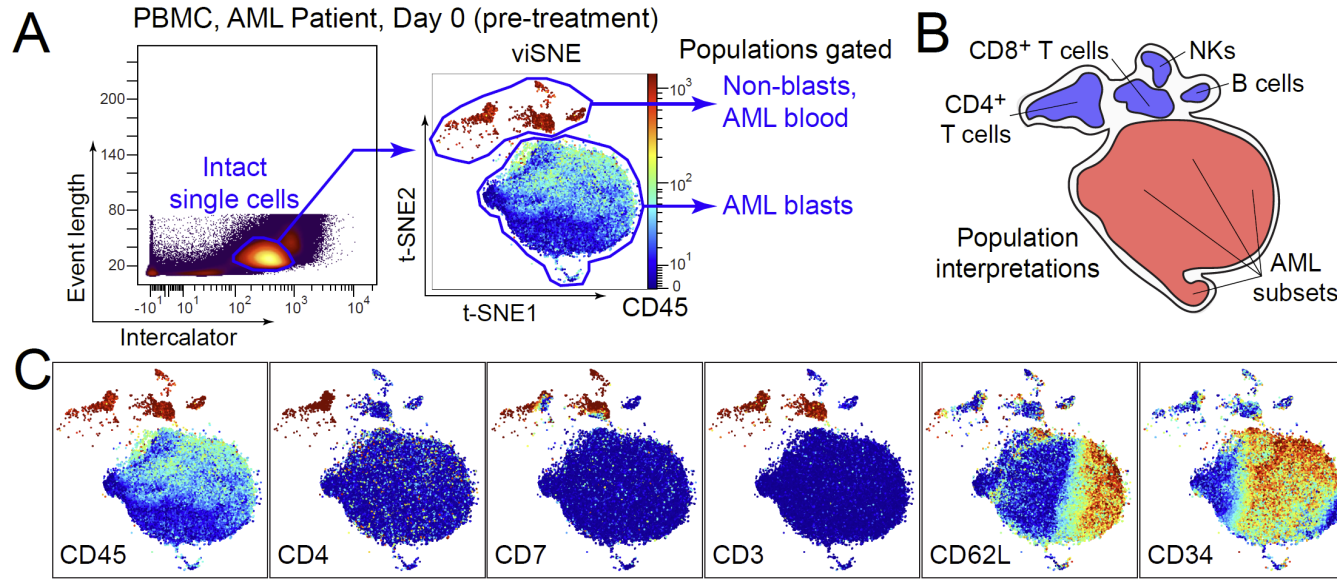 A
PBMC, AML Patient, Day 0 (pre-treatment)
viSNE
Populations gated
Event length
200
140
80
20
Intact
single cells
-10¹
10¹
10²
10³
10⁴
Intercalator
t-SNE2
t-SNE1
10³
10²
10¹
0
CD45
Non-blasts,
AML blood
AML blasts
B
CD8⁺ T cells
NKs
B cells
CD4⁺
T cells
Population
interpretations
AML
subsets
C
CD45
CD4
CD7
CD3
CD62L
CD34